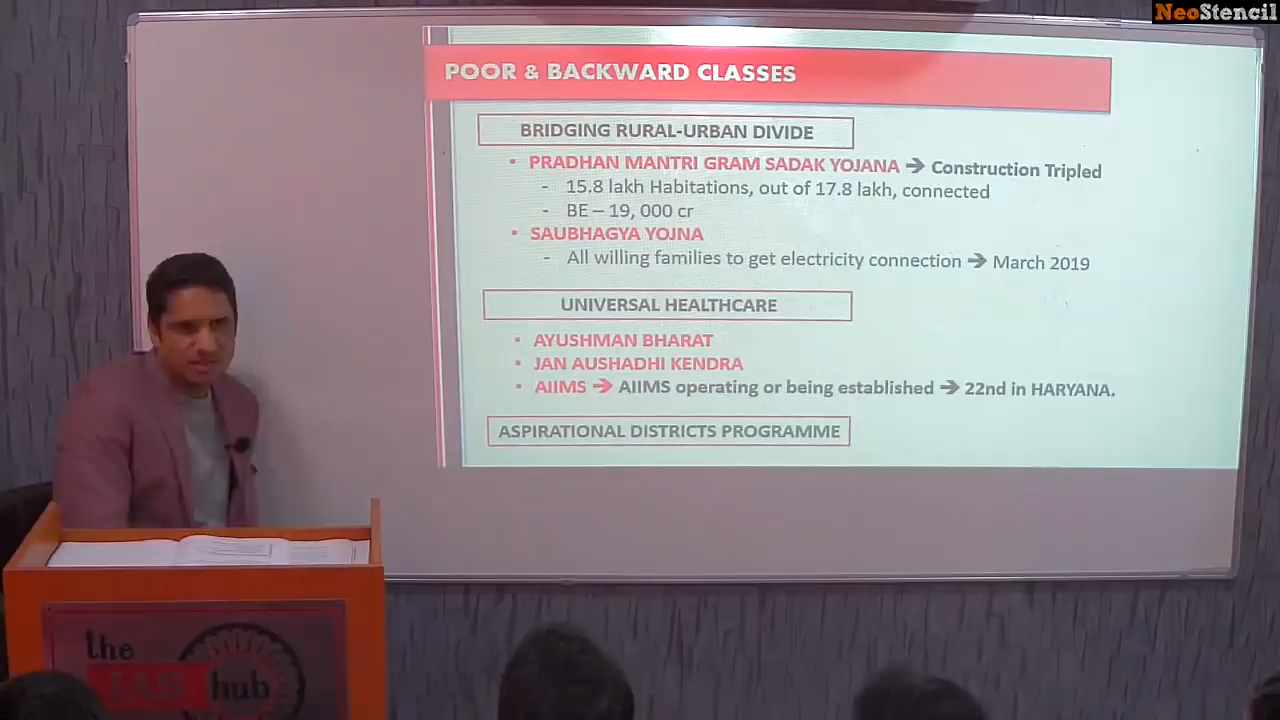 NeoStencil
POOR & BACKWARD CLASSES
BRIDGING RURAL-URBAN DIVIDE
• PRADHAN MANTRI GRAM SADAK YOJANA → Construction Tripled
- 15.8 lakh Habitations, out of 17.8 lakh, connected
- BE – 19, 000 cr
• SAUBHAGYA YOJNA
- All willing families to get electricity connection → March 2019
UNIVERSAL HEALTHCARE
• AYUSHMAN BHARAT
• JAN AUSHADHI KENDRA
• AIIMS → AIIMS operating or being established → 22nd in HARYANA.
ASPIRATIONAL DISTRICTS PROGRAMME
the
IAS hub